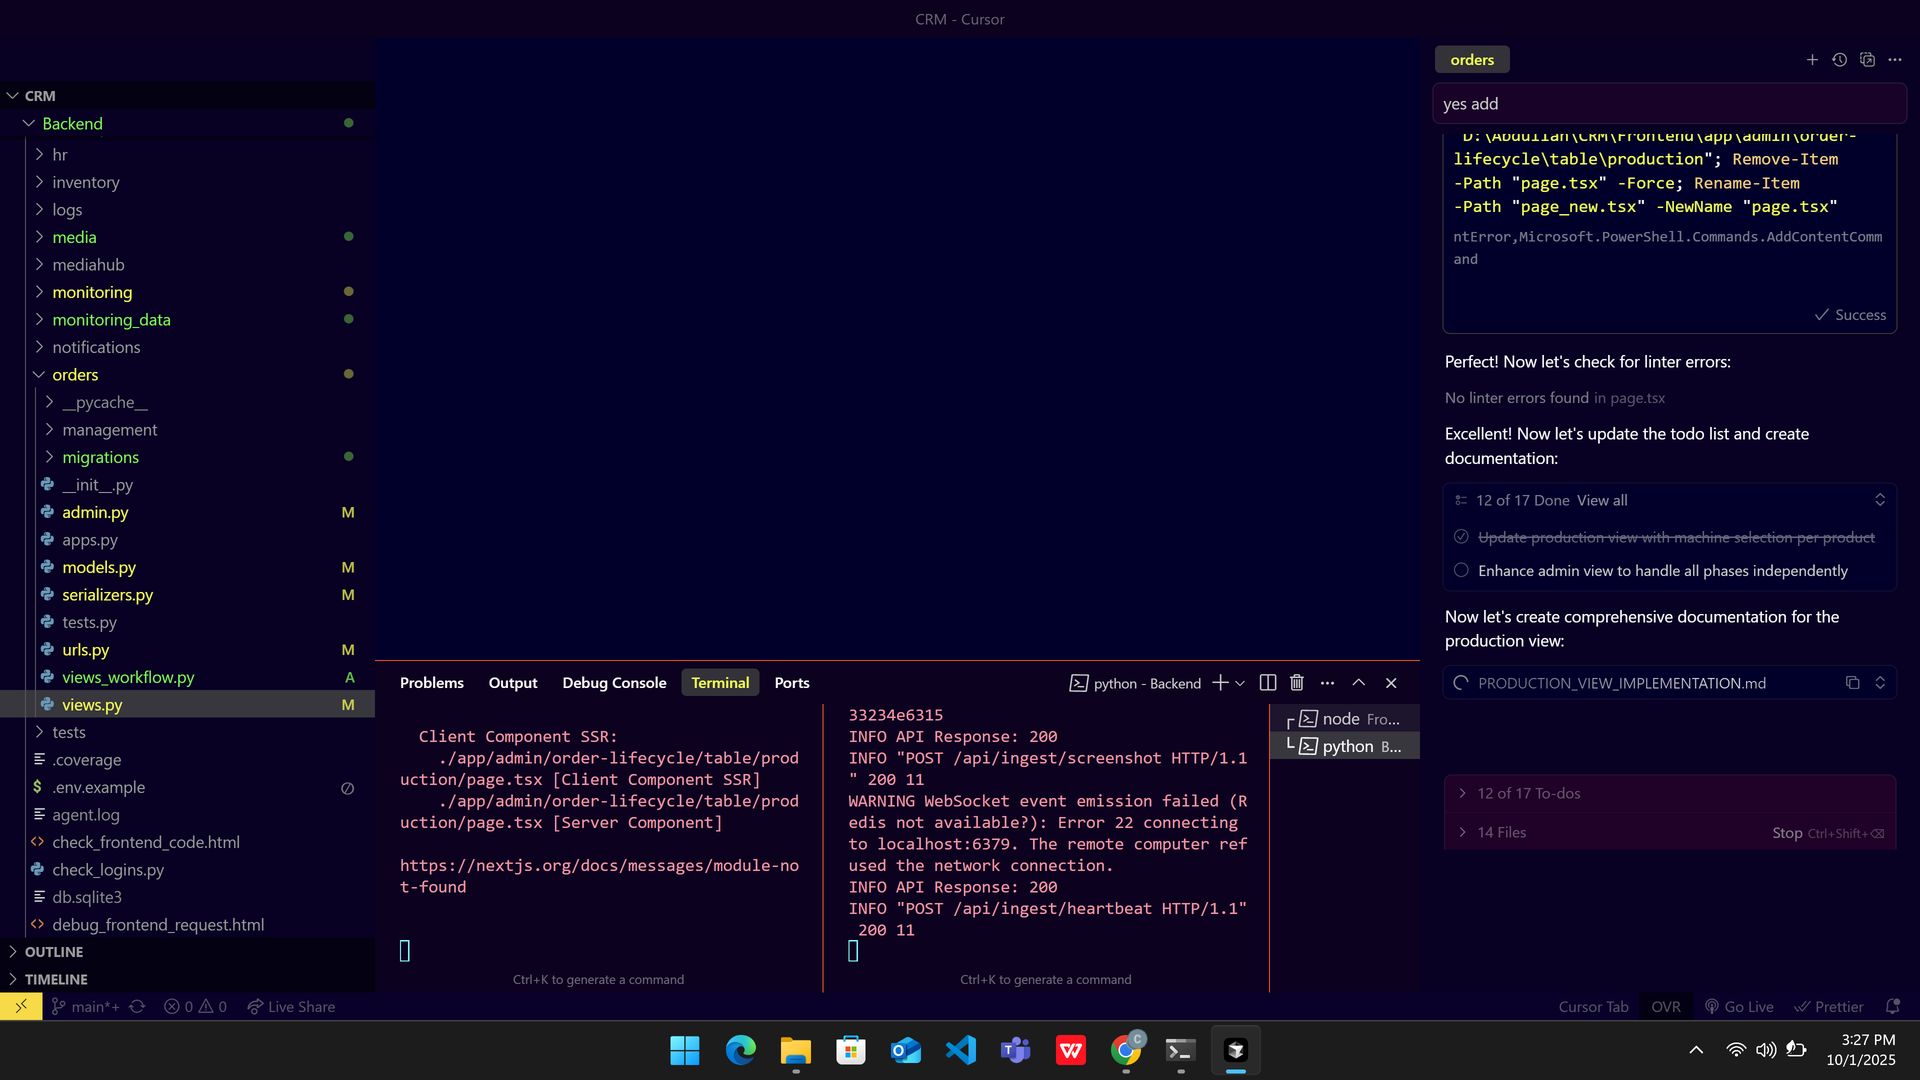 CRM - Cursor
CRM
Backend
hr
inventory
logs
media
mediahub
monitoring
monitoring_data
notifications
orders
__pycache__
management
migrations
__init__.py
admin.py M
apps.py
models.py M
serializers.py M
tests.py
urls.py M
views_workflow.py A
views.py M
tests
.coverage
.env.example
agent.log
check_frontend_code.html
check_logins.py
db.sqlite3
debug_frontend_request.html
OUTLINE
TIMELINE
Problems Output Debug Console Terminal Ports
python - Backend
Client Component SSR:
./app/admin/order-lifecycle/table/prod
uction/page.tsx [Client Component SSR]
./app/admin/order-lifecycle/table/prod
uction/page.tsx [Server Component]
https://nextjs.org/docs/messages/module-no
t-found
Ctrl+K to generate a command
33234e6315
INFO API Response: 200
INFO "POST /api/ingest/screenshot HTTP/1.1
" 200 11
WARNING WebSocket event emission failed (R
edis not available?): Error 22 connecting
to localhost:6379. The remote computer ref
used the network connection.
INFO API Response: 200
INFO "POST /api/ingest/heartbeat HTTP/1.1"
200 11
Ctrl+K to generate a command
node Fro...
python B...
orders
yes add
"D:\Abdullah\CRM\Frontend\app\admin\order-
lifecycle\table\production"; Remove-Item
-Path "page.tsx" -Force; Rename-Item
-Path "page_new.tsx" -NewName "page.tsx"
ntError,Microsoft.PowerShell.Commands.AddContentComm
and
Success
Perfect! Now let's check for linter errors:
No linter errors found in page.tsx
Excellent! Now let's update the todo list and create
documentation:
12 of 17 Done View all
Update production view with machine selection per product
Enhance admin view to handle all phases independently
Now let's create comprehensive documentation for the
production view:
PRODUCTION_VIEW_IMPLEMENTATION.md
12 of 17 To-dos
14 Files Stop Ctrl+Shift+⌫
main*+ 0 0 Live Share
Cursor Tab OVR Go Live Prettier
3:27 PM
10/1/2025